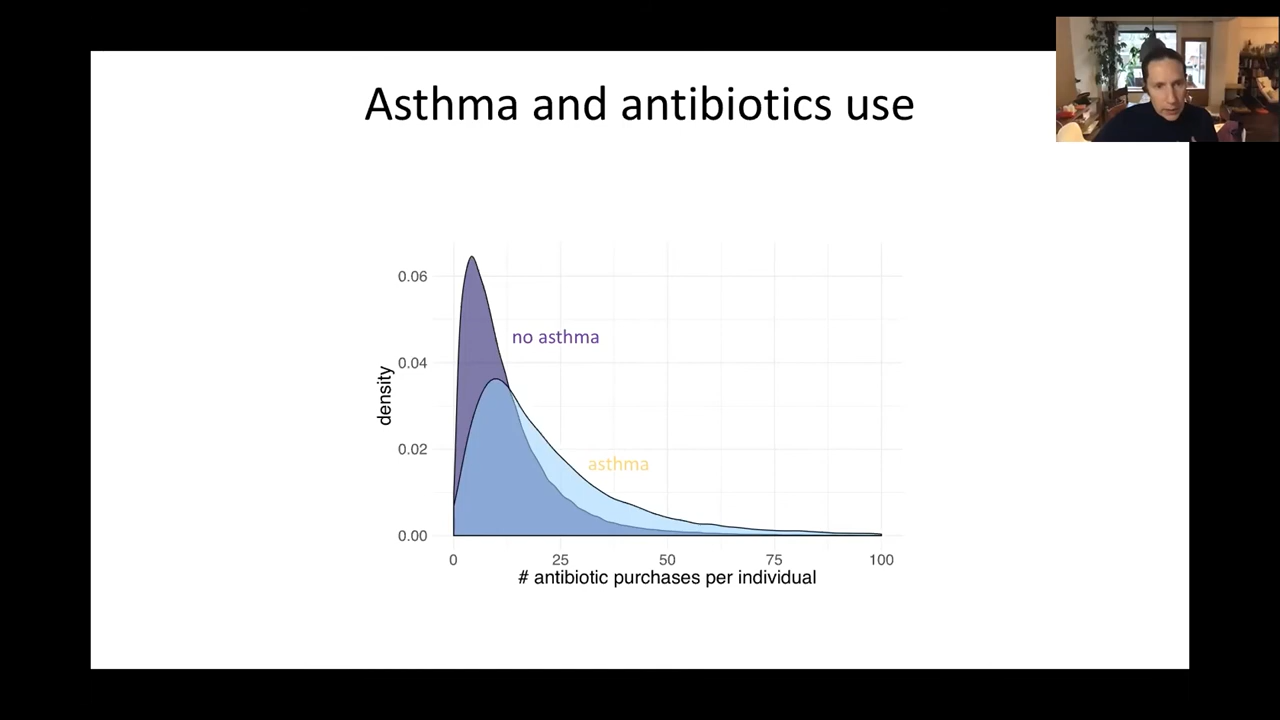 Asthma and antibiotics use
0.06
0.04
0.02
0.00
density
no asthma
asthma
0 25 50 75 100
# antibiotic purchases per individual